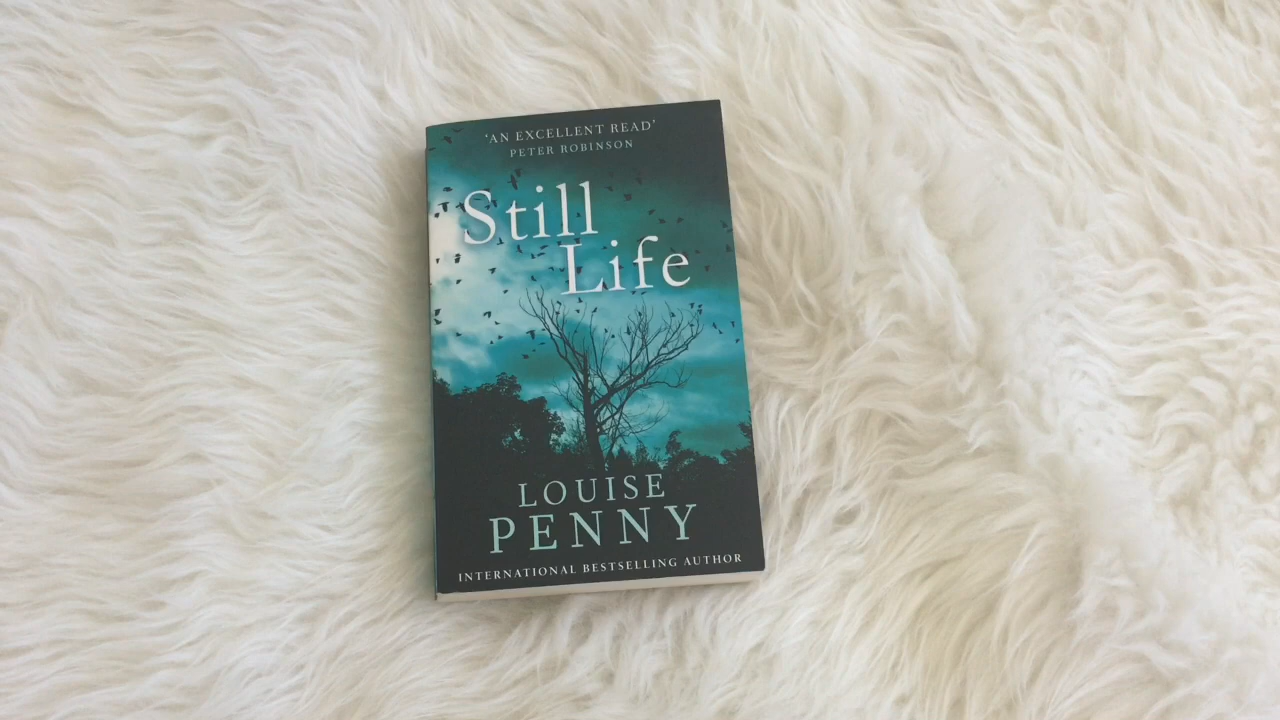 ‘AN EXCELLENT READ’
PETER ROBINSON
Still
Life
LOUISE
PENNY
INTERNATIONAL BESTSELLING AUTHOR